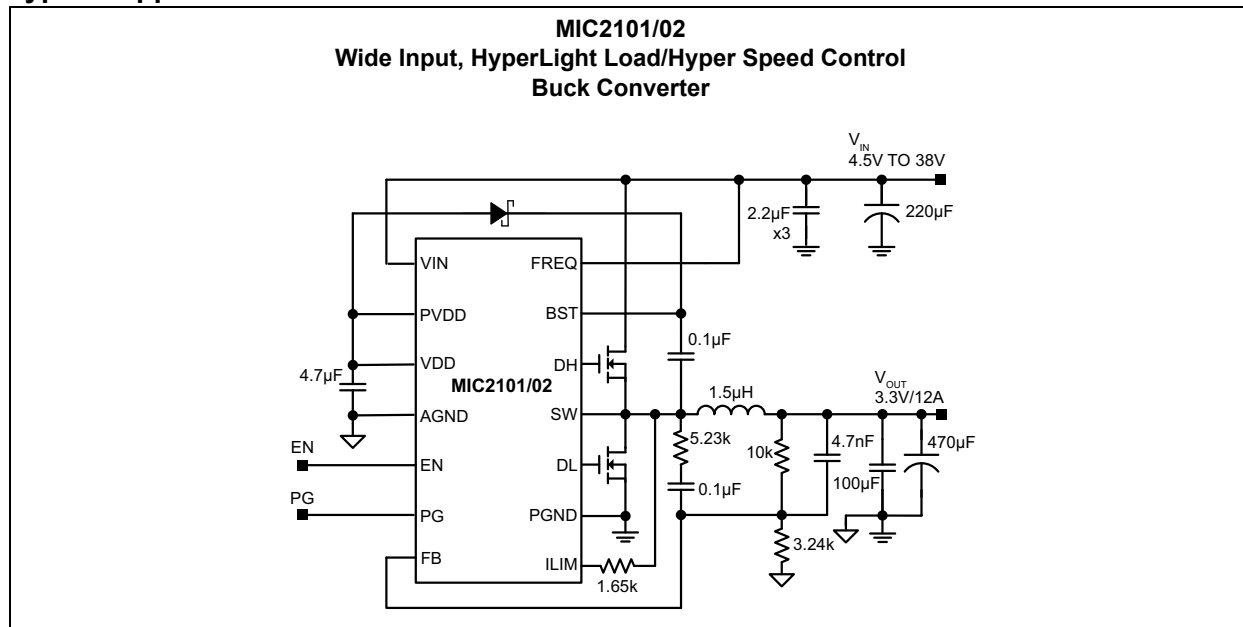 MIC2101/02
Wide Input, HyperLight Load/Hyper Speed Control
Buck Converter
V_IN
4.5V TO 38V
2.2µF
x3
220µF
VIN
FREQ
PVDD
BST
0.1µF
VDD
DH
4.7µF
MIC2101/02
1.5µH
V_OUT
3.3V/12A
AGND
SW
5.23k
4.7nF
470µF
EN
10k
EN
DL
100µF
0.1µF
PG
PG
PGND
3.24k
FB
ILIM
1.65k